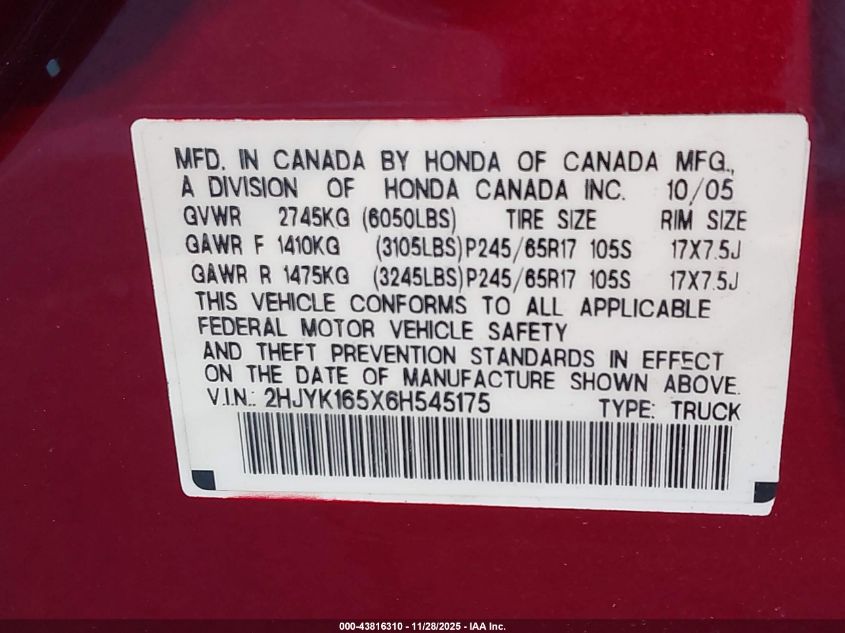 MFD. IN CANADA BY HONDA OF CANADA MFG.,
A DIVISION OF HONDA CANADA INC. 10/05
GVWR 2745KG (6050LBS) TIRE SIZE RIM SIZE
GAWR F 1410KG (3105LBS) P245/65R17 105S 17X7.5J
GAWR R 1475KG (3245LBS) P245/65R17 105S 17X7.5J
THIS VEHICLE CONFORMS TO ALL APPLICABLE
FEDERAL MOTOR VEHICLE SAFETY
AND THEFT PREVENTION STANDARDS IN EFFECT
ON THE DATE OF MANUFACTURE SHOWN ABOVE.
V.I.N.: 2HJYK165X6H545175 TYPE: TRUCK
000-43816310 - 11/28/2025 - IAA Inc.